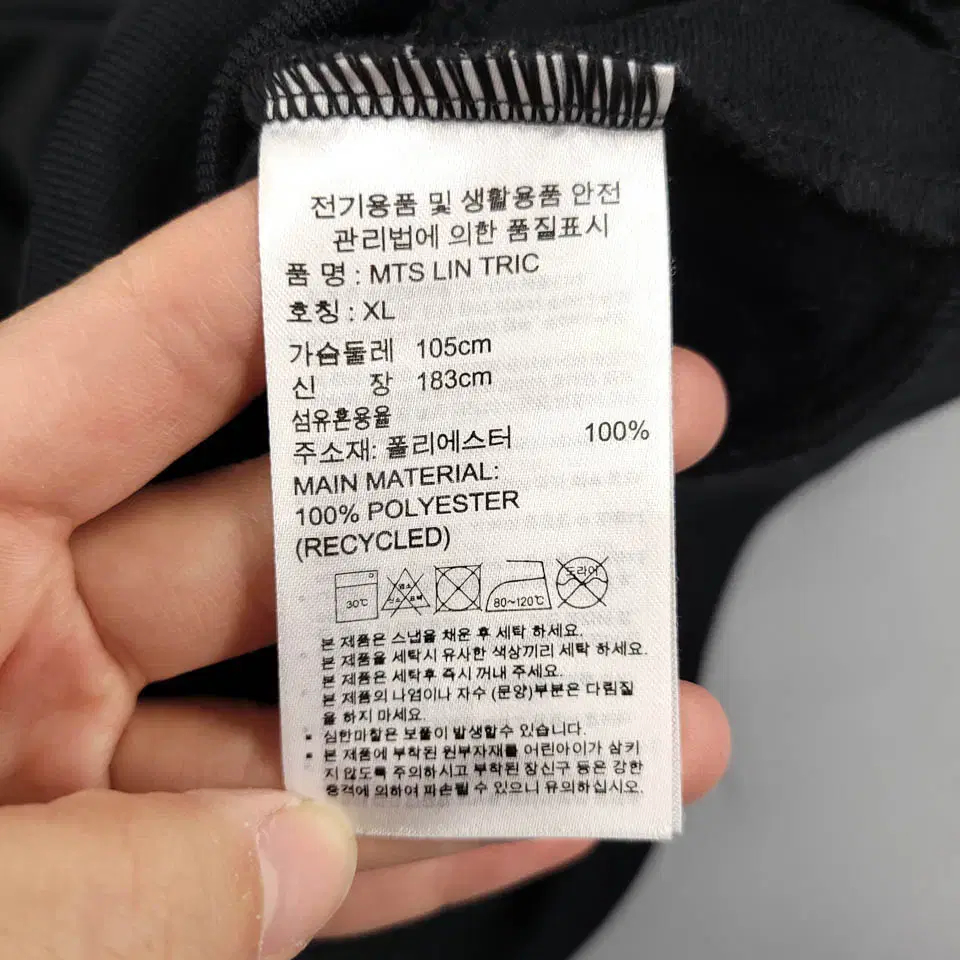 전기용품 및 생활용품 안전
관리법에 의한 품질표시
품 명 : MTS LIN TRIC
호칭 : XL
가슴둘레 105cm
신 장 183cm
섬유혼용율
주소재: 폴리에스터 100%
MAIN MATERIAL:
100% POLYESTER
(RECYCLED)
30℃ 80~120℃ 드라이
본 제품은 스냅을 채운 후 세탁 하세요.
본 제품을 세탁시 유사한 색상끼리 세탁 하세요.
본 제품은 세탁후 즉시 꺼내 주세요.
본 제품의 나염이나 자수 (문양)부분은 다림질
을 하지 마세요.
심한마찰은 보풀이 발생할수 있습니다.
본 제품에 부착된 원부자재를 어린아이가 삼키
지 않도록 주의하시고 부착된 장신구 등은 강한
충격에 의하여 파손될 수 있으니 유의하십시오.